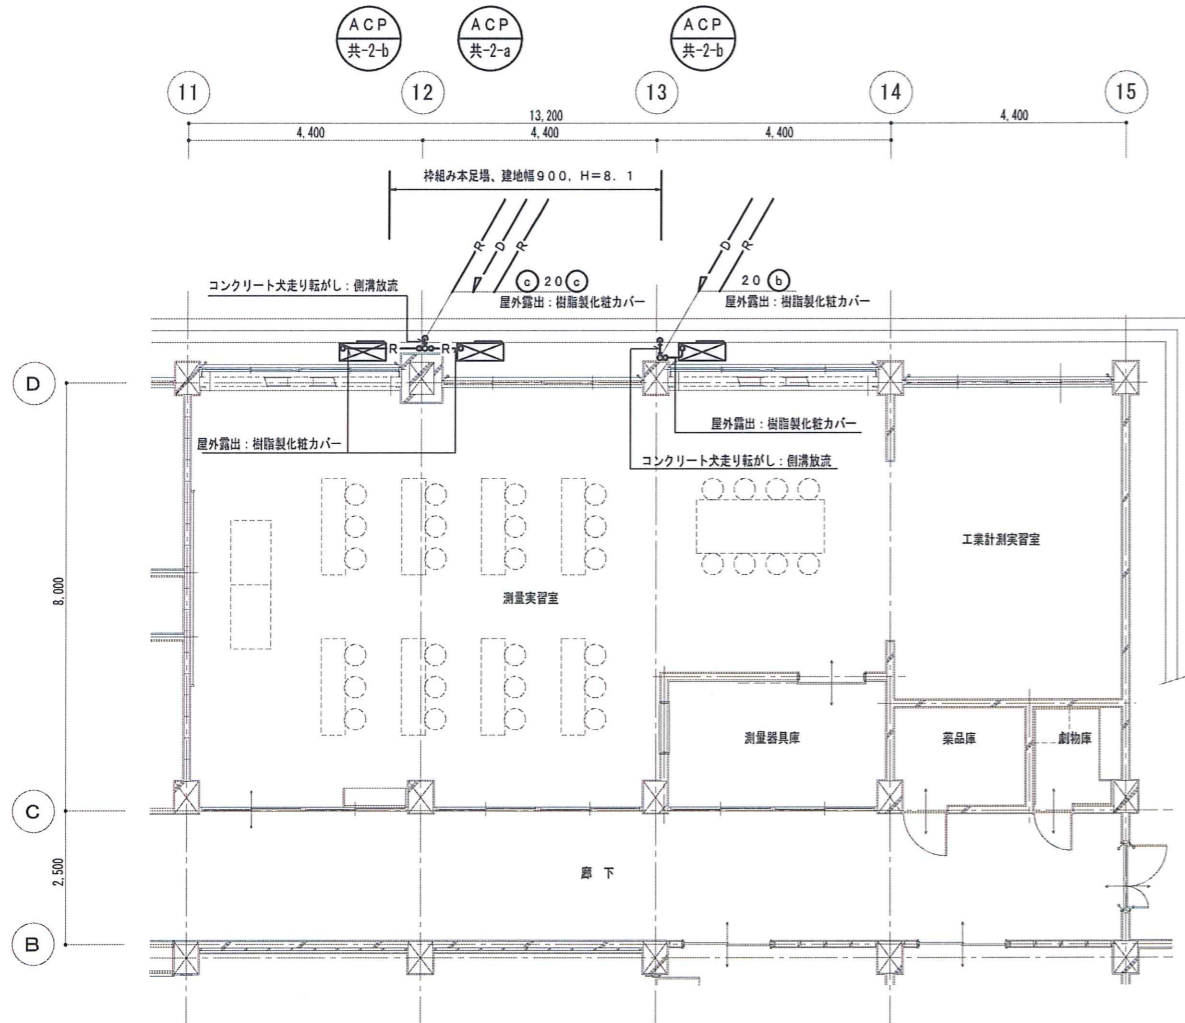 ACP
共-2-b
ACP
共-2-a
ACP
共-2-b
11
12
13
14
15
13,200
4,400
4,400
4,400
4,400
枠組み本足場、建地幅900, H=8. 1
R
D
R
D
R
c 20 c
屋外露出:樹脂製化粧カバー
20 b
屋外露出:樹脂製化粧カバー
コンクリート犬走り転がし:側溝放流
R
R
D
屋外露出:樹脂製化粧カバー
屋外露出:樹脂製化粧カバー
コンクリート犬走り転がし:側溝放流
8,000
工業計測実習室
測量実習室
測量器具庫
薬品庫
劇物庫
C
2,500
廊 下
B